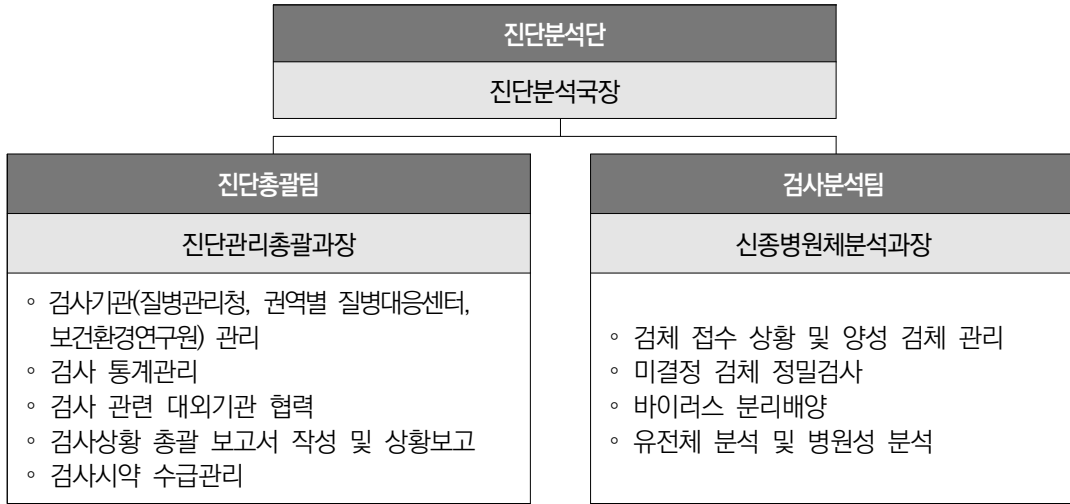 진단분석단
진단분석국장
진단총괄팀
진단관리총괄과장
◦ 검사기관(질병관리청, 권역별 질병대응센터,
보건환경연구원) 관리
◦ 검사 통계관리
◦ 검사 관련 대외기관 협력
◦ 검사상황 총괄 보고서 작성 및 상황보고
◦ 검사시약 수급관리
검사분석팀
신종병원체분석과장
◦ 검체 접수 상황 및 양성 검체 관리
◦ 미결정 검체 정밀검사
◦ 바이러스 분리배양
◦ 유전체 분석 및 병원성 분석